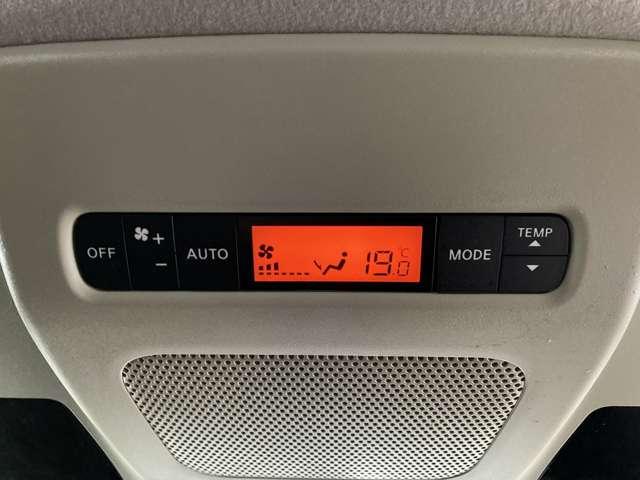 OFF
+
−
AUTO
19.0 °C
MODE
TEMP